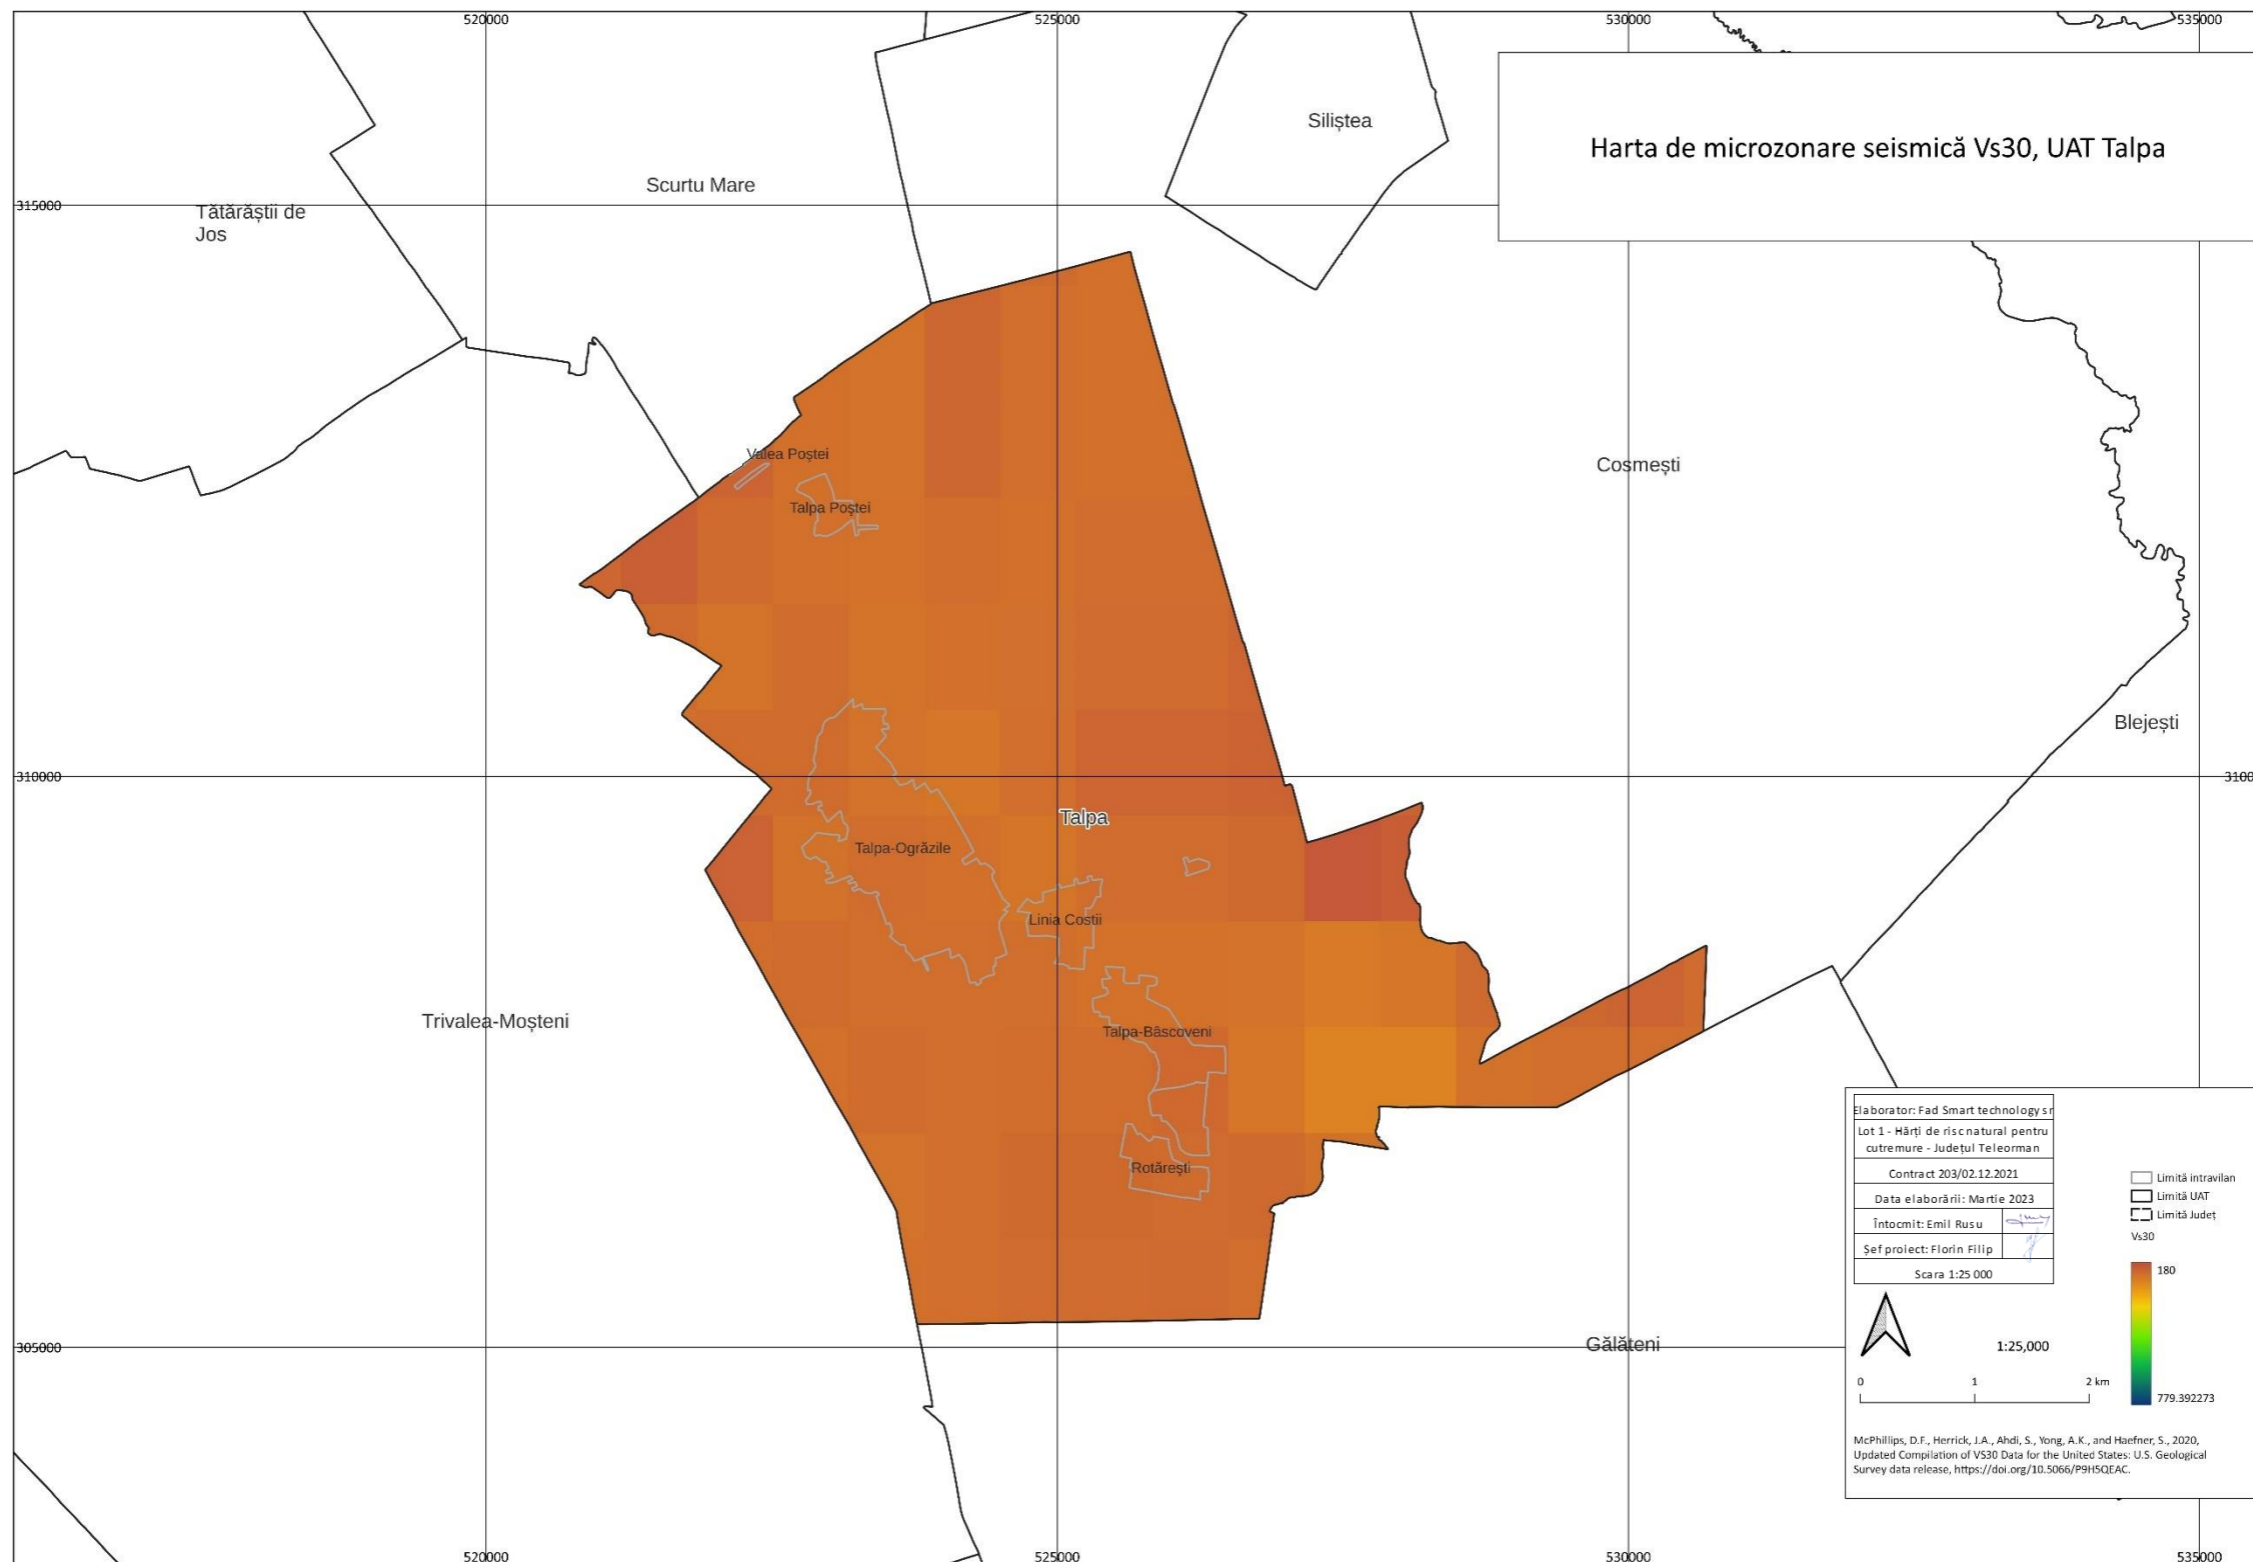 520000
525000
530000
535000
Harta de microzonare seismică Vs30, UAT Talpa
Siliștea
Scurtu Mare
315000
Tătărăștii de
Jos
Valea Poștei
Cosmești
Talpa Poștei
Blejești
310000
3100
Talpa
Talpa-Ogrăzile
Linia Costii
Trivalea-Moșteni
Talpa-Bâscoveni
Rotărești
Gălăteni
305000
Elaborator: Fad Smart technology sr
Lot 1 - Hărți de risc natural pentru
cutremure - Județul Teleorman
Contract 203/02.12.2021
Data elaborării: Martie 2023
Întocmit: Emil Rusu
Șef proiect: Florin Filip
Scara 1:25 000
Limită intravilan
Limită UAT
Limită Județ
Vs30
180
779.392273
1:25,000
0 1 2 km
McPhillips, D.F., Herrick, J.A., Ahdi, S., Yong, A.K., and Haefner, S., 2020,
Updated Compilation of VS30 Data for the United States: U.S. Geological
Survey data release, https://doi.org/10.5066/P9H5QEAC.
520000
525000
530000
535000